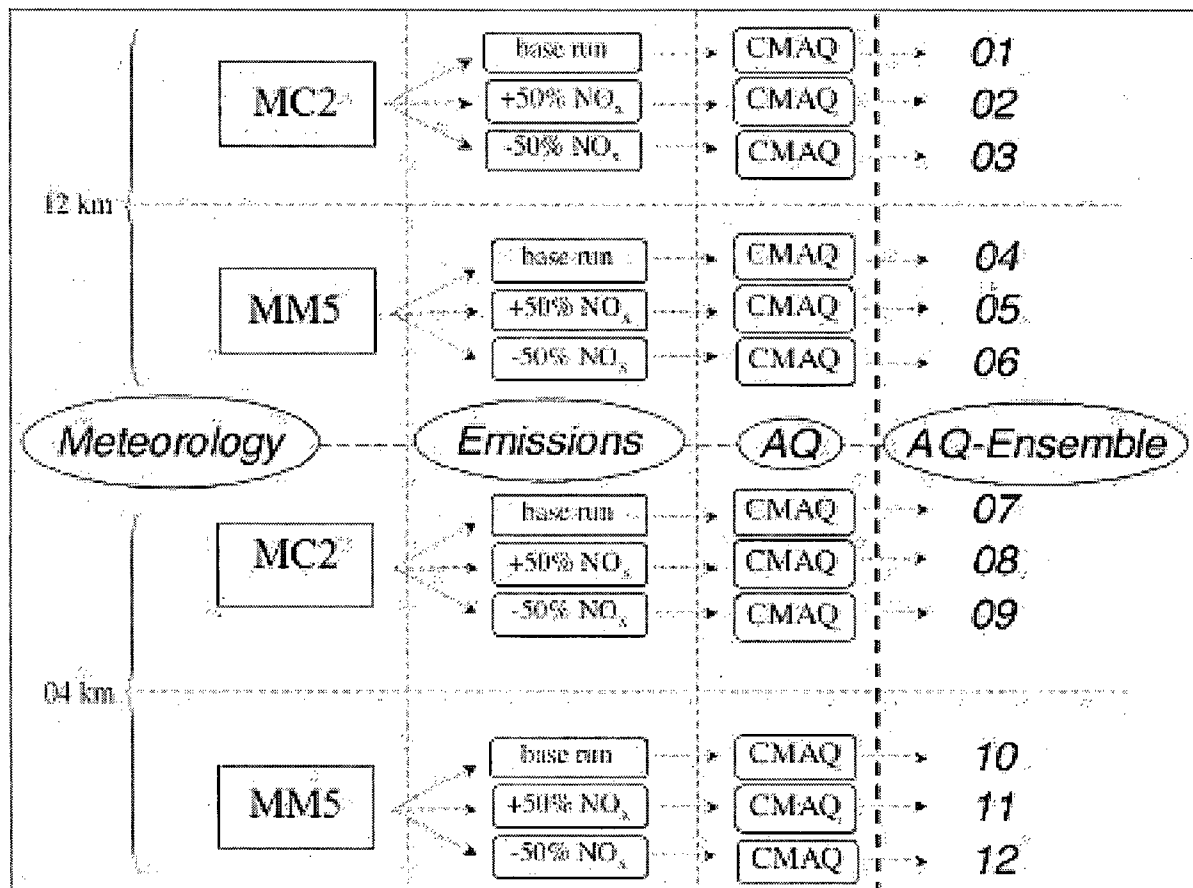 base run CMAQ 01
MC2 +50% NOx CMAQ 02
-50% NOx CMAQ 03
12 km
base run CMAQ 04
MM5 +50% NOx CMAQ 05
-50% NOx CMAQ 06
Meteorology Emissions AQ AQ-Ensemble
base run CMAQ 07
MC2 +50% NOx CMAQ 08
-50% NOx CMAQ 09
04 km
base run CMAQ 10
MM5 +50% NOx CMAQ 11
-50% NOx CMAQ 12